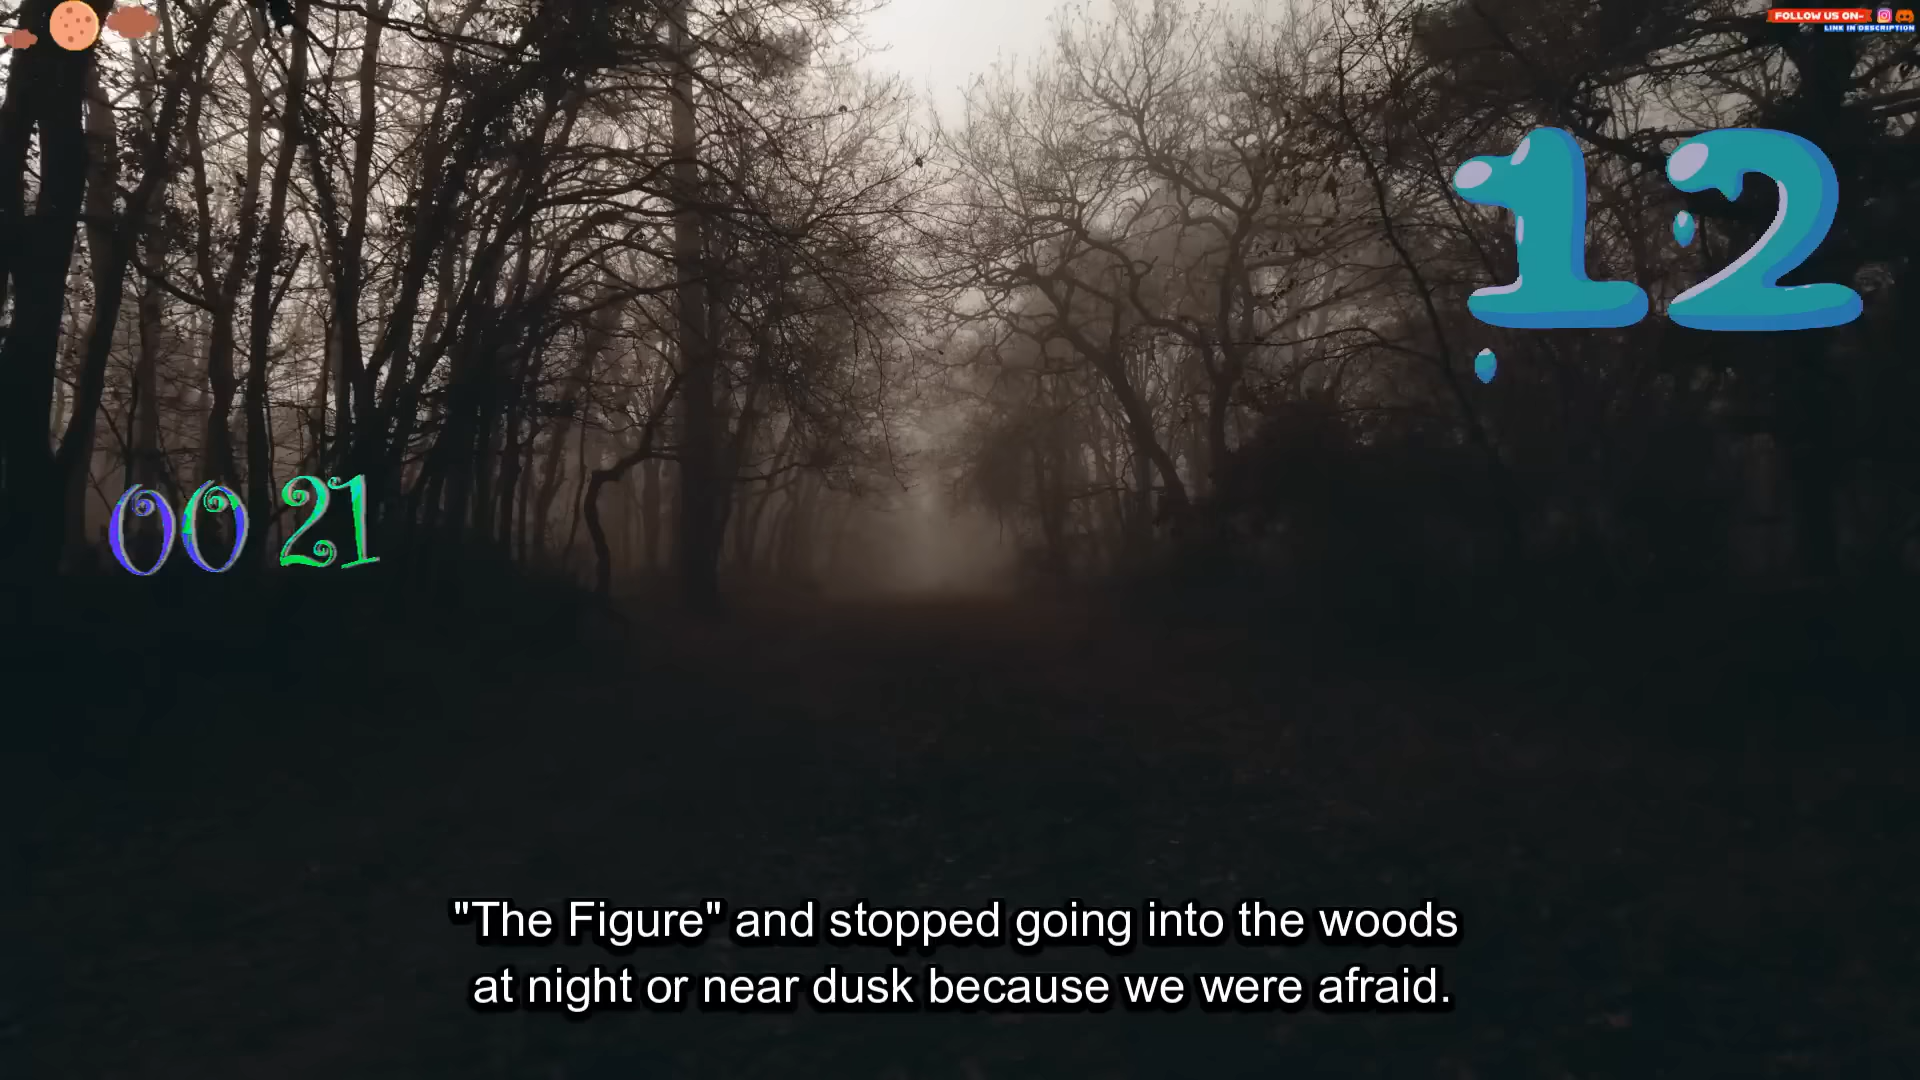 FOLLOW US ON-
LINK IN DESCRIPTION
12
00 21
"The Figure" and stopped going into the woods
at night or near dusk because we were afraid.